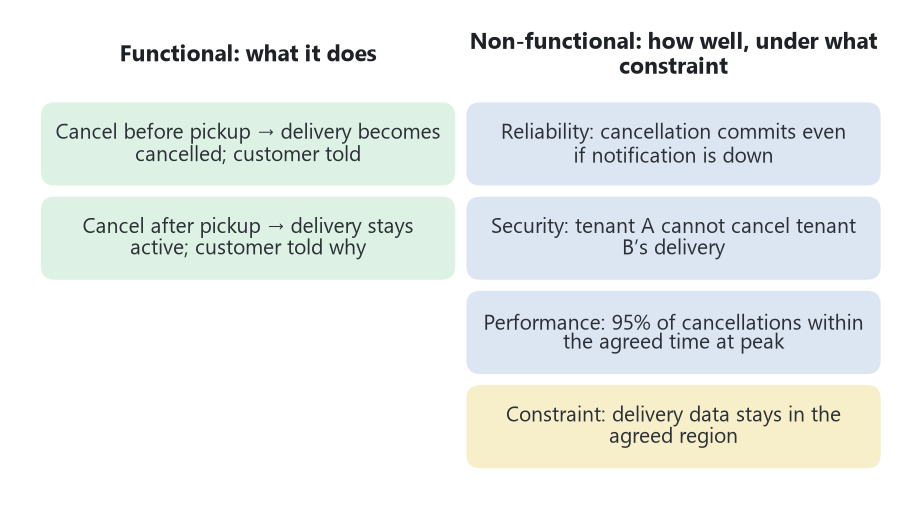 Functional: what it does
Non-functional: how well, under what
constraint
Cancel before pickup → delivery becomes
cancelled; customer told
Reliability: cancellation commits even
if notification is down
Cancel after pickup → delivery stays
active; customer told why
Security: tenant A cannot cancel tenant
B’s delivery
Performance: 95% of cancellations within
the agreed time at peak
Constraint: delivery data stays in the
agreed region